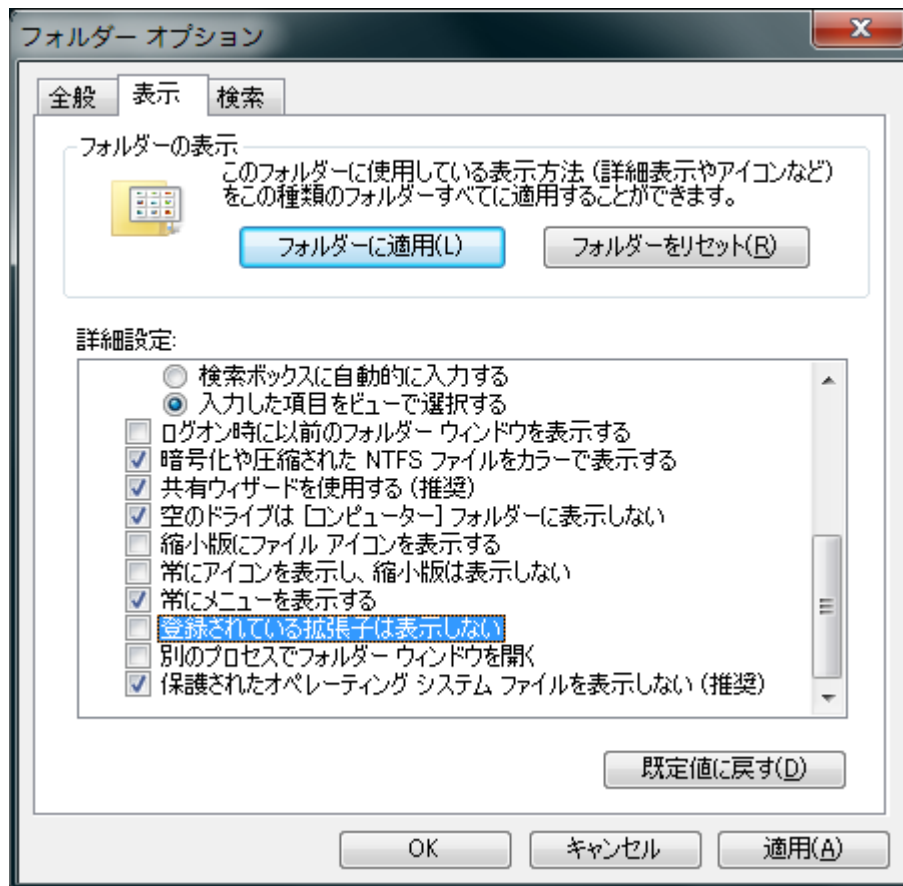 フォルダー オプション
全般 表示 検索
フォルダーの表示
このフォルダーに使用している表示方法 (詳細表示やアイコンなど)
をこの種類のフォルダーすべてに適用することができます。
フォルダーに適用(L) フォルダーをリセット(R)
詳細設定:
検索ボックスに自動的に入力する
入力した項目をビューで選択する
ログオン時に以前のフォルダー ウィンドウを表示する
暗号化や圧縮された NTFS ファイルをカラーで表示する
共有ウィザードを使用する (推奨)
空のドライブは [コンピューター] フォルダーに表示しない
縮小版にファイル アイコンを表示する
常にアイコンを表示し、縮小版は表示しない
常にメニューを表示する
登録されている拡張子は表示しない
別のプロセスでフォルダー ウィンドウを開く
保護されたオペレーティング システム ファイルを表示しない (推奨)
既定値に戻す(D)
OK キャンセル 適用(A)